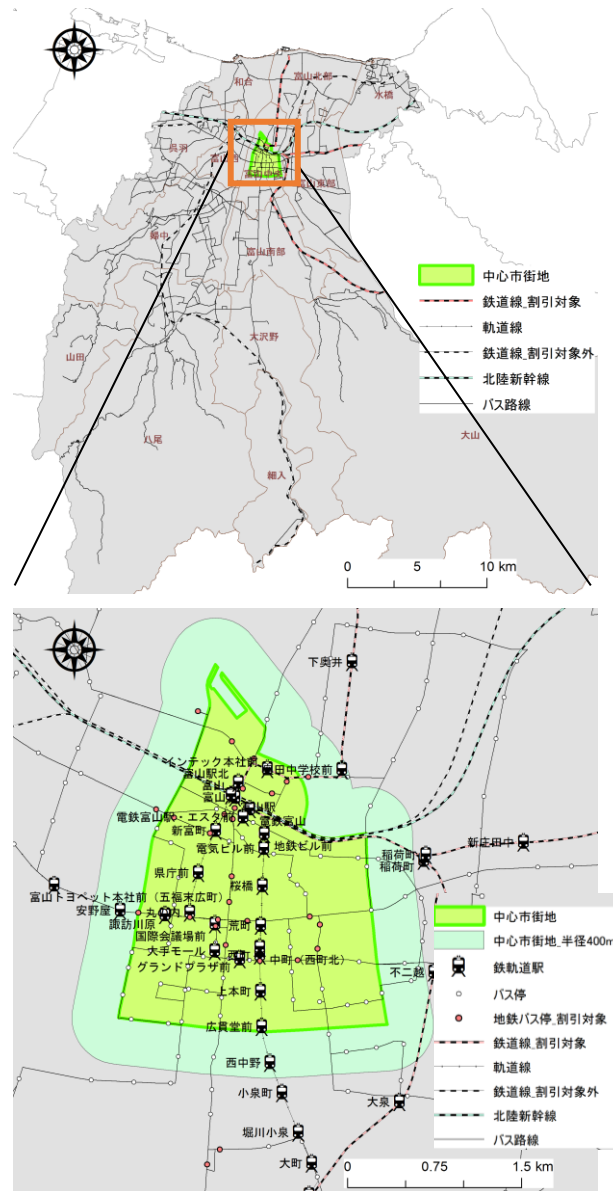 和合
富山北部
水橋
呉羽
富山西
富山中央
富山東部
婦中
富山南部
大沢野
山田
八尾
細入
大山
中心市街地
鉄道線_割引対象
軌道線
鉄道線_割引対象外
北陸新幹線
バス路線
0 5 10 km
下奥井
インテック本社前
田中学校前
富山駅北
富山
富山
山駅
電鉄富山駅・エスタ前
電鉄富山
新富町
電気ビル前
地鉄ビル前
新庄田中
稲荷町
稲荷町
県庁前
桜橋
富山トヨペット本社前（五福末広町）
安野屋
丸の内
諏訪川原
荒町
国際会議場前
大手モール
西町
中町（西町北）
グランドプラザ前
不二越
上本町
広貫堂前
西中野
小泉町
大泉
堀川小泉
大町
中心市街地
中心市街地_半径400m
鉄軌道駅
バス停
地鉄バス停_割引対象
鉄道線_割引対象
軌道線
鉄道線_割引対象外
北陸新幹線
バス路線
0 0.75 1.5 km